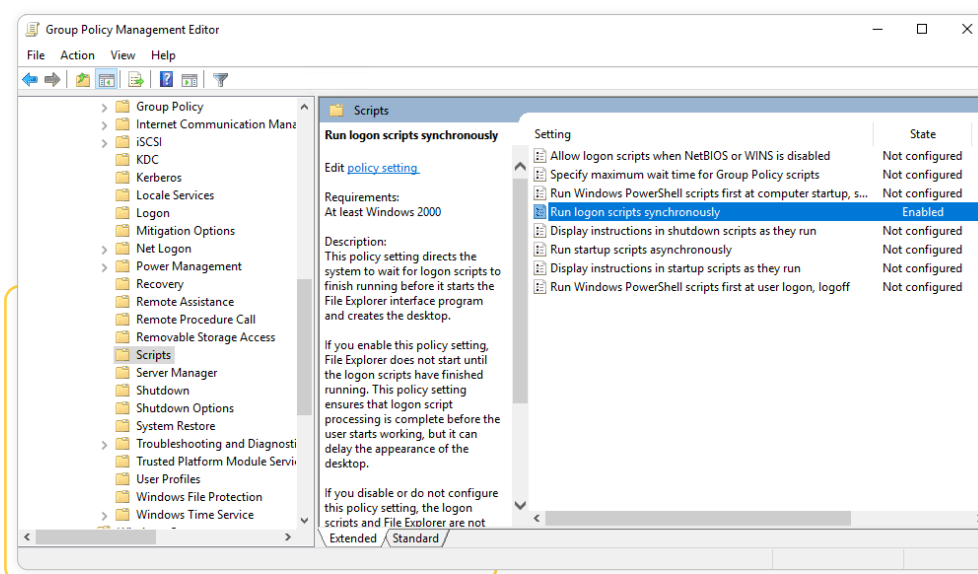 Group Policy Management Editor
File Action View Help
Group Policy
Internet Communication Mana
iSCSI
KDC
Kerberos
Locale Services
Logon
Mitigation Options
Net Logon
Power Management
Recovery
Remote Assistance
Remote Procedure Call
Removable Storage Access
Scripts
Server Manager
Shutdown
Shutdown Options
System Restore
Troubleshooting and Diagnosti
Trusted Platform Module Servi
User Profiles
Windows File Protection
Windows Time Service
Scripts
Run logon scripts synchronously
Edit policy setting
Requirements:
At least Windows 2000
Description:
This policy setting directs the
system to wait for logon scripts to
finish running before it starts the
File Explorer interface program
and creates the desktop.
If you enable this policy setting,
File Explorer does not start until
the logon scripts have finished
running. This policy setting
ensures that logon script
processing is complete before the
user starts working, but it can
delay the appearance of the
desktop.
If you disable or do not configure
this policy setting, the logon
scripts and File Explorer are not
Setting State
Allow logon scripts when NetBIOS or WINS is disabled Not configured
Specify maximum wait time for Group Policy scripts Not configured
Run Windows PowerShell scripts first at computer startup, s... Not configured
Run logon scripts synchronously Enabled
Display instructions in shutdown scripts as they run Not configured
Run startup scripts asynchronously Not configured
Display instructions in startup scripts as they run Not configured
Run Windows PowerShell scripts first at user logon, logoff Not configured
Extended Standard